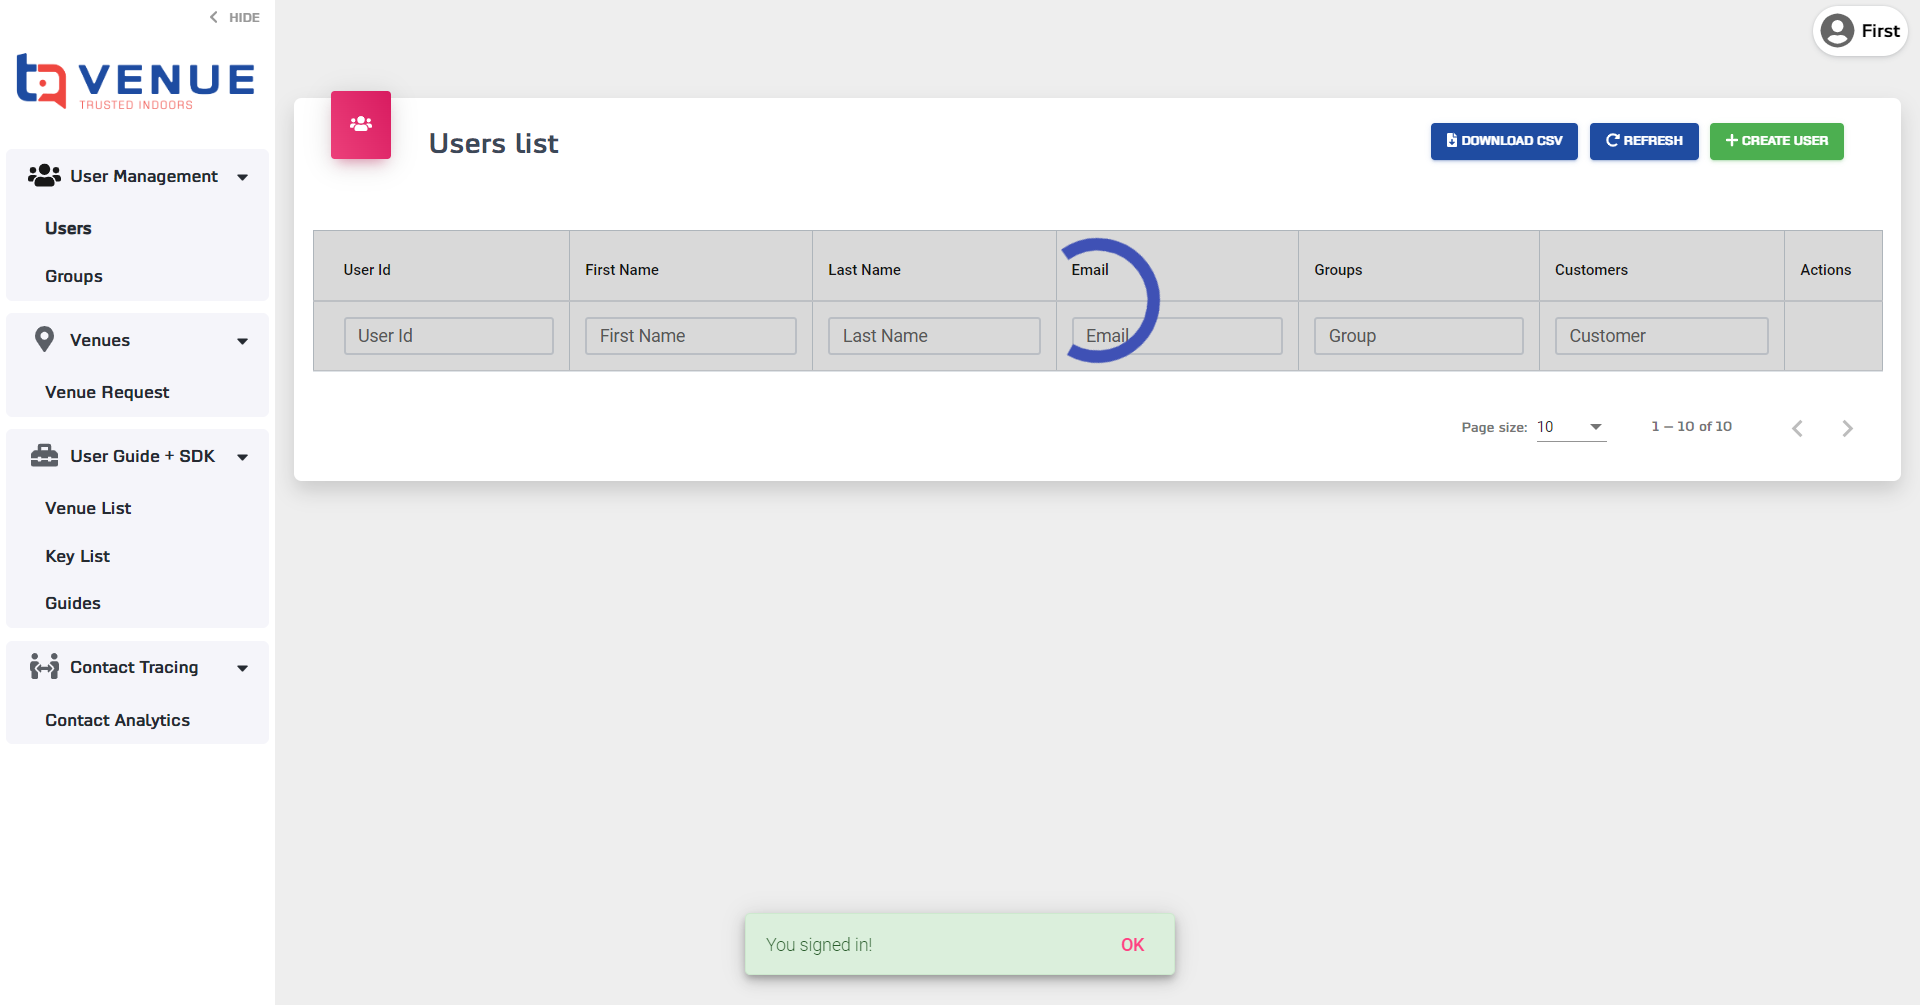 HIDE
VENUE
TRUSTED INDOORS
First
User Management
Users
Groups
Venues
Venue Request
User Guide + SDK
Venue List
Key List
Guides
Contact Tracing
Contact Analytics
Users list
DOWNLOAD CSV
REFRESH
CREATE USER
User Id First Name Last Name Email Groups Customers Actions
User Id First Name Last Name Email Group Customer
Page size: 10 1 – 10 of 10
You signed in! OK